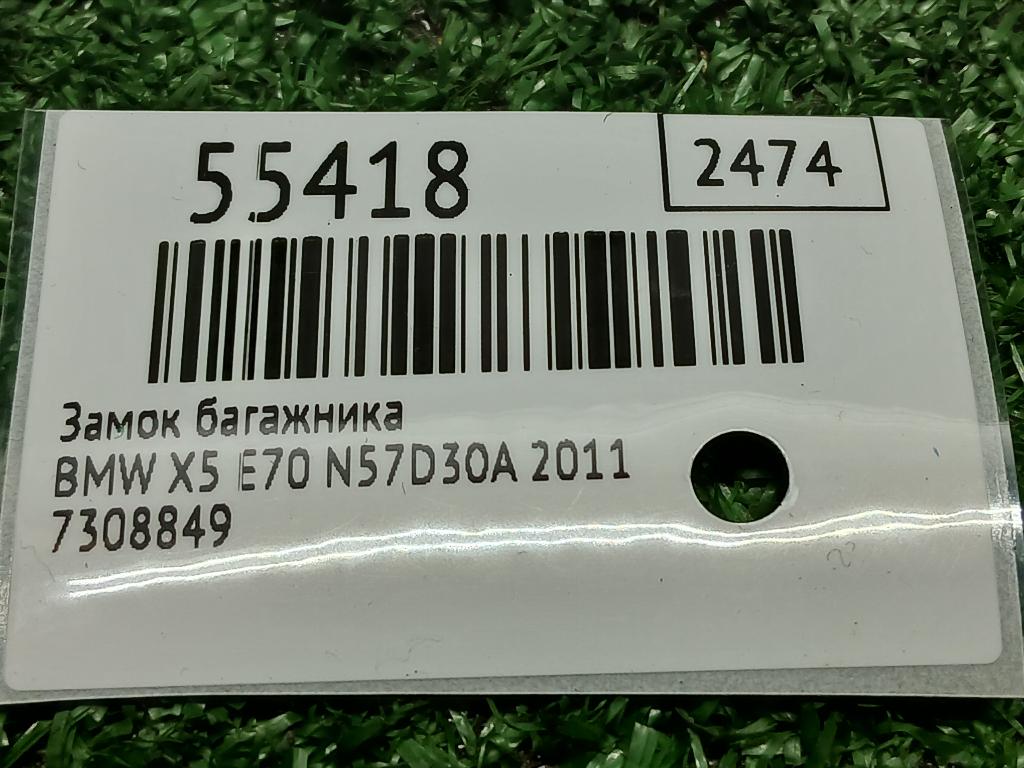 55418
2474
Замок багажника
BMW X5 E70 N57D30A 2011
7308849